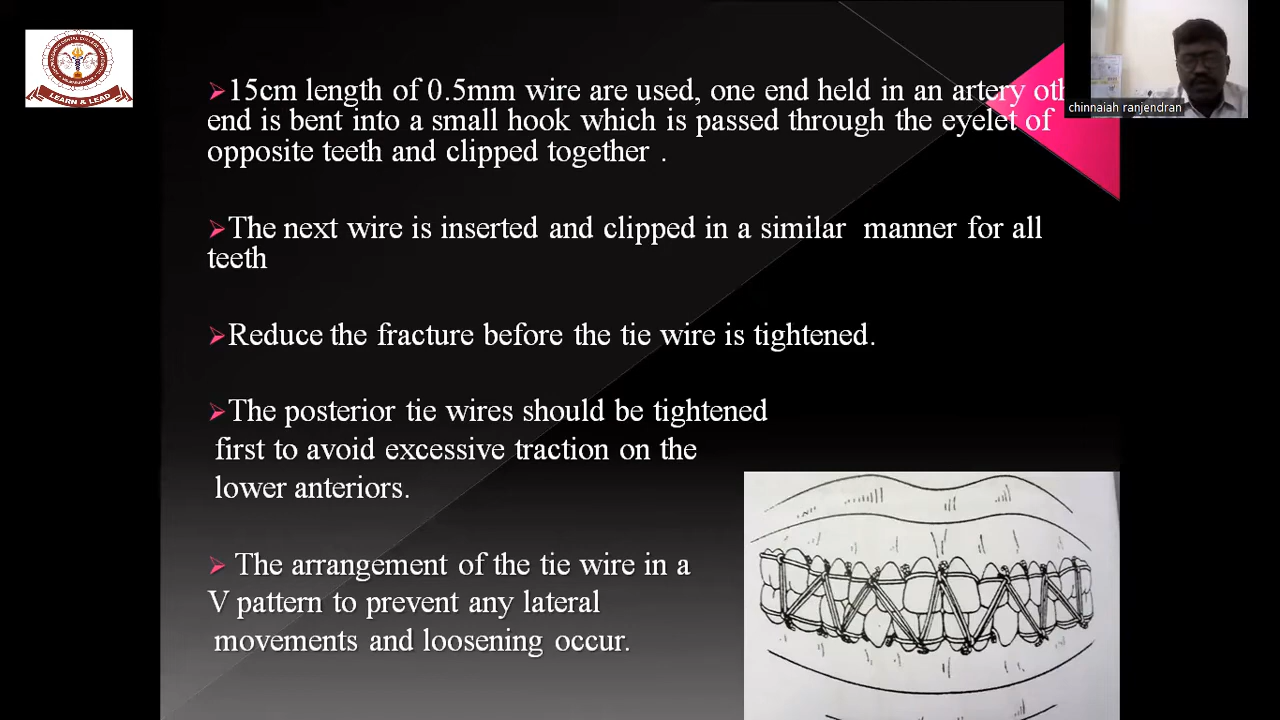 LEARN & LEAD
15cm length of 0.5mm wire are used, one end held in an artery oth
end is bent into a small hook which is passed through the eyelet of
opposite teeth and clipped together .
chinnaiah ranjendran
The next wire is inserted and clipped in a similar manner for all
teeth
Reduce the fracture before the tie wire is tightened.
The posterior tie wires should be tightened
first to avoid excessive traction on the
lower anteriors.
The arrangement of the tie wire in a
V pattern to prevent any lateral
movements and loosening occur.